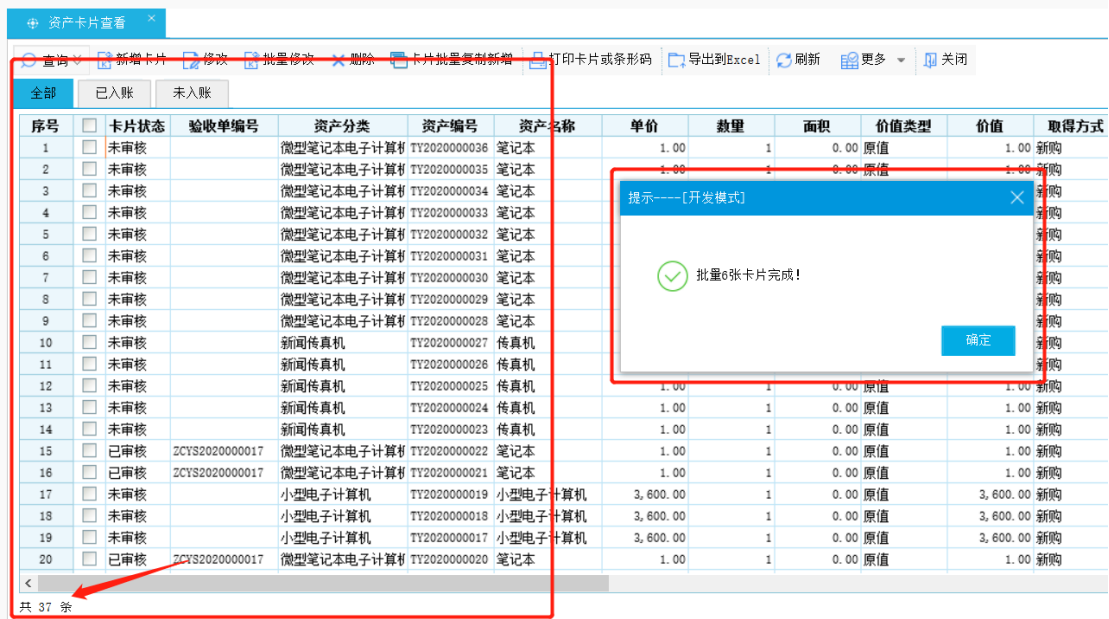 资产卡片查看
查询 新增卡片 修改 批量修改 删除 卡片批量复制新增 打印卡片或条形码 导出到Excel 刷新 更多 关闭
全部 已入账 未入账
序号 卡片状态 验收单编号 资产分类 资产编号 资产名称 单价 数量 面积 价值类型 价值 取得方式
1 未审核 微型笔记本电子计算机 TY2020000036 笔记本 1.00 1 0.00 原值 1.00 新购
2 未审核 微型笔记本电子计算机 TY2020000035 笔记本 1.00 1 0.00 原值 1.00 新购
3 未审核 微型笔记本电子计算机 TY2020000034 笔记本 新购
4 未审核 微型笔记本电子计算机 TY2020000033 笔记本 新购
5 未审核 微型笔记本电子计算机 TY2020000032 笔记本 新购
6 未审核 微型笔记本电子计算机 TY2020000031 笔记本 新购
7 未审核 微型笔记本电子计算机 TY2020000030 笔记本 新购
8 未审核 微型笔记本电子计算机 TY2020000029 笔记本 新购
9 未审核 微型笔记本电子计算机 TY2020000028 笔记本 新购
10 未审核 新闻传真机 TY2020000027 传真机 新购
11 未审核 新闻传真机 TY2020000026 传真机 新购
12 未审核 新闻传真机 TY2020000025 传真机 1.00 1 0.00 原值 1.00 新购
13 未审核 新闻传真机 TY2020000024 传真机 1.00 1 0.00 原值 1.00 新购
14 未审核 新闻传真机 TY2020000023 传真机 1.00 1 0.00 原值 1.00 新购
15 已审核 ZCYS2020000017 微型笔记本电子计算机 TY2020000022 笔记本 1.00 1 0.00 原值 1.00 新购
16 已审核 ZCYS2020000017 微型笔记本电子计算机 TY2020000021 笔记本 1.00 1 0.00 原值 1.00 新购
17 未审核 小型电子计算机 TY2020000019 小型电子计算机 3,600.00 1 0.00 原值 3,600.00 新购
18 未审核 小型电子计算机 TY2020000018 小型电子计算机 3,600.00 1 0.00 原值 3,600.00 新购
19 未审核 小型电子计算机 TY2020000017 小型电子计算机 3,600.00 1 0.00 原值 3,600.00 新购
20 已审核 ZCYS2020000017 微型笔记本电子计算机 TY2020000020 笔记本 1.00 1 0.00 原值 1.00 新购
共 37 条
提示----[开发模式]
批量6张卡片完成!
确定